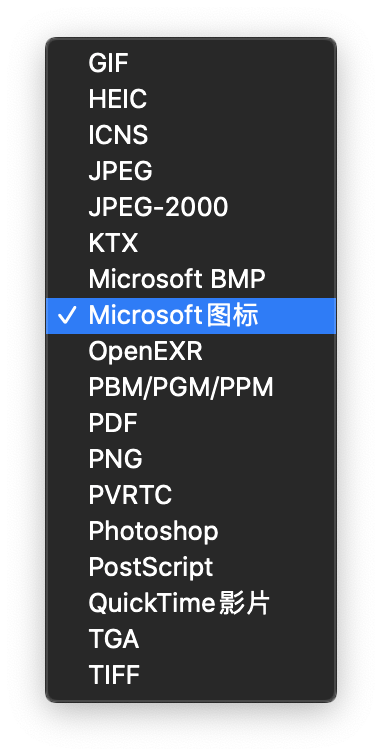 GIF
HEIC
ICNS
JPEG
JPEG-2000
KTX
Microsoft BMP
Microsoft图标
OpenEXR
PBM/PGM/PPM
PDF
PNG
PVRTC
Photoshop
PostScript
QuickTime影片
TGA
TIFF